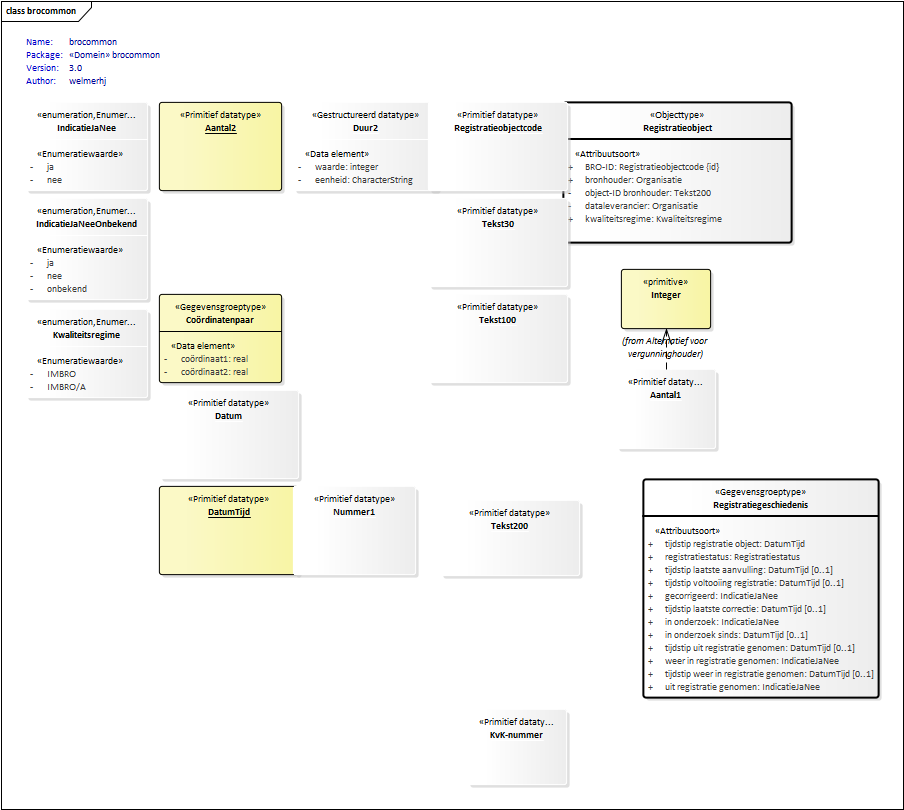 class brocommon
Name: brocommon
Package: «Domein» brocommon
Version: 3.0
Author: welmerhj
«enumeration,Enumer...
IndicatieJaNee
«Enumeratiewaarde»
- ja
- nee
«Primitief datatype»
Aantal2
«Gestructureerd datatype»
Duur2
«Data element»
- waarde: integer
- eenheid: CharacterString
«Primitief datatype»
Registratieobjectcode
«Objecttype»
Registratieobject
«Attribuutsoort»
+ BRO-ID: Registratieobjectcode {id}
+ bronhouder: Organisatie
- object-ID bronhouder: Tekst200
- dataleverancier: Organisatie
+ kwaliteitsregime: Kwaliteitsregime
«enumeration,Enumer...
IndicatieJaNeeOnbekend
«Enumeratiewaarde»
- ja
- nee
- onbekend
«Primitief datatype»
Tekst30
«primitive»
Integer
(from Alternatief voor
vergunninghouder)
«Gegevensgroeptype»
Coördinatenpaar
«Data element»
- coördinaat1: real
- coördinaat2: real
«Primitief datatype»
Tekst100
«enumeration,Enumer...
Kwaliteitsregime
«Enumeratiewaarde»
- IMBRO
- IMBRO/A
«Primitief dataty...
Aantal1
«Primitief datatype»
Datum
«Primitief datatype»
DatumTijd
«Primitief datatype»
Nummer1
«Primitief datatype»
Tekst200
«Gegevensgroeptype»
Registratiegeschiedenis
«Attribuutsoort»
+ tijdstip registratie object: DatumTijd
+ registratiestatus: Registratiestatus
+ tijdstip laatste aanvulling: DatumTijd [0..1]
+ tijdstip voltooiing registratie: DatumTijd [0..1]
+ gecorrigeerd: IndicatieJaNee
+ tijdstip laatste correctie: DatumTijd [0..1]
+ in onderzoek: IndicatieJaNee
+ in onderzoek sinds: DatumTijd [0..1]
+ tijdstip uit registratie genomen: DatumTijd [0..1]
+ weer in registratie genomen: IndicatieJaNee
+ tijdstip weer in registratie genomen: DatumTijd [0..1]
+ uit registratie genomen: IndicatieJaNee
«Primitief dataty...
KvK-nummer